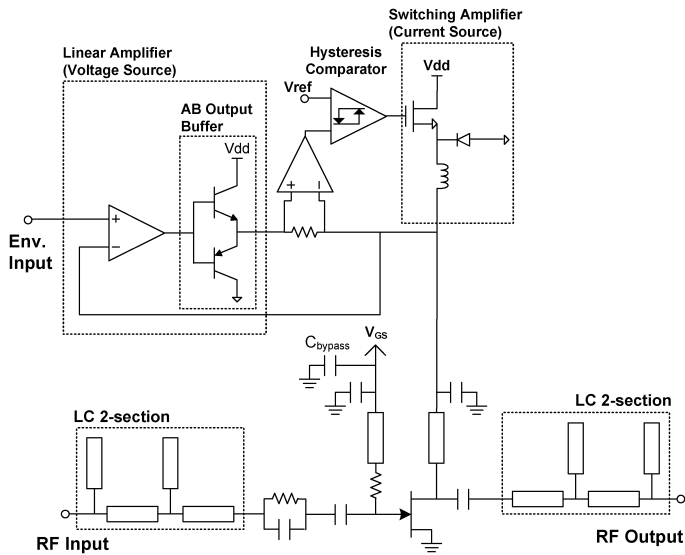 Switching Amplifier
(Current Source)
Linear Amplifier
(Voltage Source)
Hysteresis
Comparator
Vdd
Vref
AB Output
Buffer
Vdd
+
−
+
−
Env.
Input
VGS
Cbypass
LC 2-section
LC 2-section
RF Input
RF Output